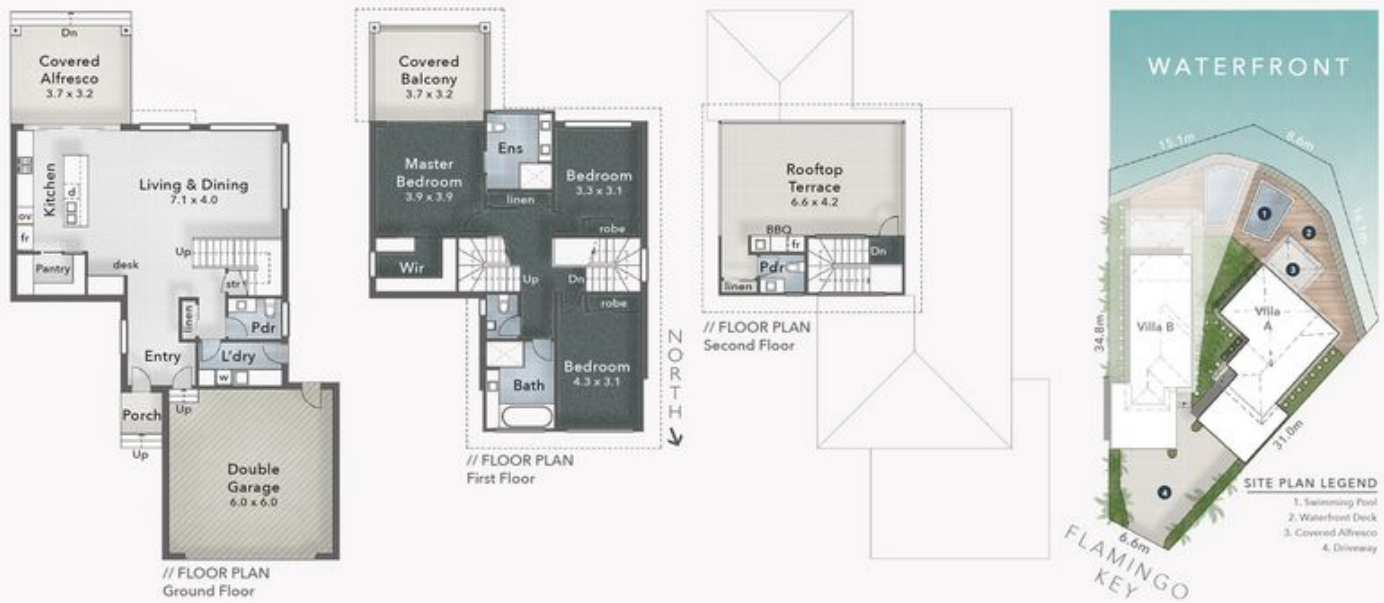 Dn
Covered
Alfresco
3.7 x 3.2
Kitchen
d.
Living & Dining
7.1 x 4.0
ov
fr
Pantry
desk
Up
str
linen
Pdr
Entry
L'dry
w
Up
Porch
Up
Double
Garage
6.0 x 6.0
// FLOOR PLAN
Ground Floor
Covered
Balcony
3.7 x 3.2
Master
Bedroom
3.9 x 3.9
Ens
linen
Bedroom
3.3 x 3.1
robe
Wir
Up
Dn
robe
Bedroom
4.3 x 3.1
Bath
// FLOOR PLAN
First Floor
NORTH
Rooftop
Terrace
6.6 x 4.2
BBQ
fr
Pdr
linen
Dn
// FLOOR PLAN
Second Floor
WATERFRONT
15.1m
8.6m
1
2
3
Villa B
Villa
A
34.8m
31.0m
4
6.6m
FLAMINGO
KEY
SITE PLAN LEGEND
1. Swimming Pool
2. Waterfront Deck
3. Covered Alfresco
4. Driveway